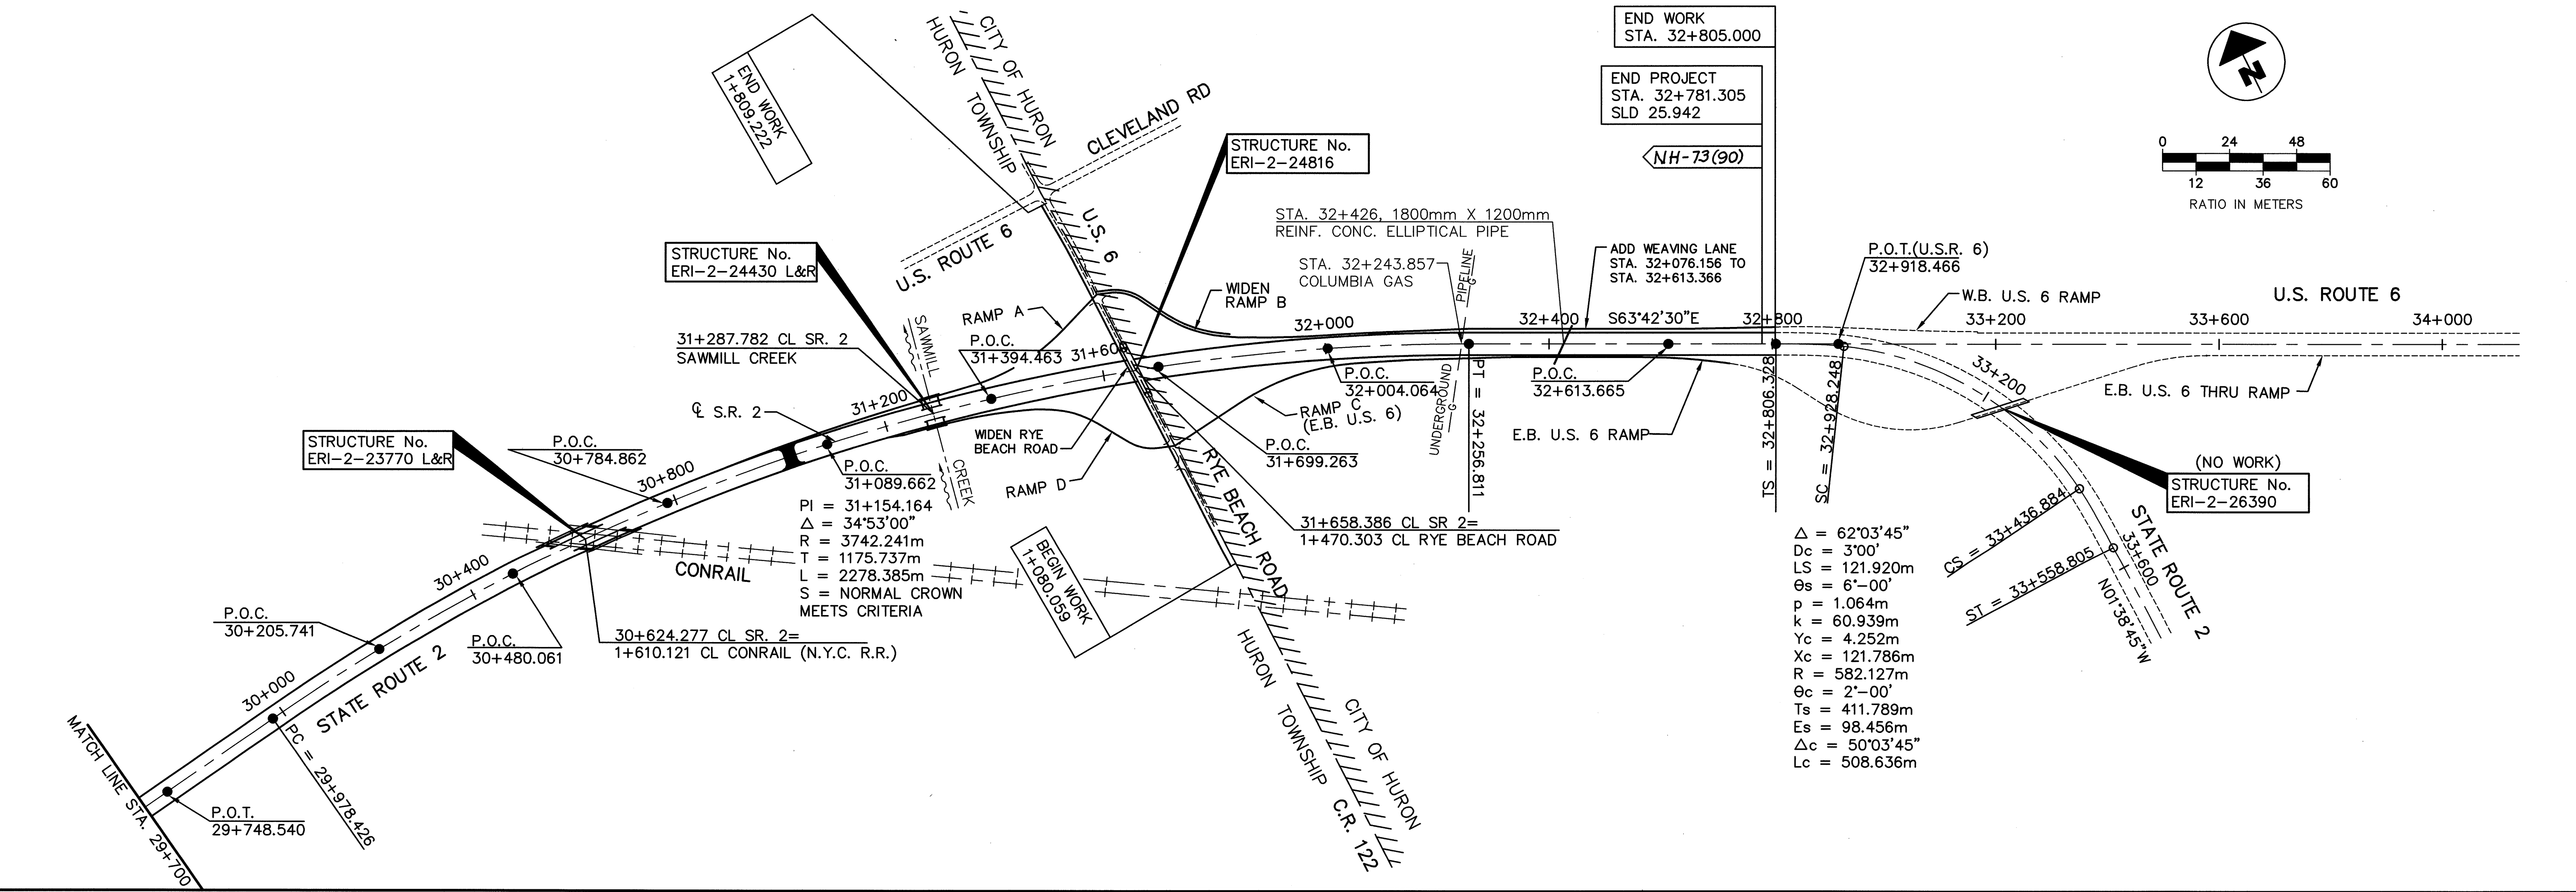 END WORK
STA. 32+805.000
END PROJECT
STA. 32+781.305
SLD 25.942
NH-73(90)
N
0 24 48
12 36 60
RATIO IN METERS
END WORK
1+809.222
CITY OF HURON
HURON TOWNSHIP
CLEVELAND RD
U.S. ROUTE 6
U.S. 6
STRUCTURE No.
ERI-2-24816
STRUCTURE No.
ERI-2-24430 L&R
STA. 32+426, 1800mm X 1200mm
REINF. CONC. ELLIPTICAL PIPE
STA. 32+243.857
COLUMBIA GAS
PIPELINE
G
UNDERGROUND
G
ADD WEAVING LANE
STA. 32+076.156 TO
STA. 32+613.366
P.O.T.(U.S.R. 6)
32+918.466
W.B. U.S. 6 RAMP
U.S. ROUTE 6
WIDEN
RAMP B
RAMP A
31+287.782 CL SR. 2
SAWMILL CREEK
SAWMILL
CREEK
P.O.C.
31+394.463
31+600
32+000
32+400
S63°42'30"E
32+800
33+200
33+600
34+000
℄ S.R. 2
31+200
WIDEN RYE
BEACH ROAD
RAMP D
P.O.C.
32+004.064
RAMP C
(E.B. U.S. 6)
P.O.C.
31+699.263
PT = 32+256.811
P.O.C.
32+613.665
E.B. U.S. 6 RAMP
TS = 32+806.328
SC = 32+928.248
33+200
E.B. U.S. 6 THRU RAMP
(NO WORK)
STRUCTURE No.
ERI-2-26390
STRUCTURE No.
ERI-2-23770 L&R
P.O.C.
30+784.862
30+800
P.O.C.
31+089.662
PI = 31+154.164
Δ = 34°53'00"
R = 3742.241m
T = 1175.737m
L = 2278.385m
S = NORMAL CROWN
MEETS CRITERIA
CONRAIL
30+400
RYE BEACH ROAD
31+658.386 CL SR 2=
1+470.303 CL RYE BEACH ROAD
BEGIN WORK
1+080.059
Δ = 62°03'45"
Dc = 3°00'
LS = 121.920m
Θs = 6°-00'
p = 1.064m
k = 60.939m
Yc = 4.252m
Xc = 121.786m
R = 582.127m
Θc = 2°-00'
Ts = 411.789m
Es = 98.456m
Δc = 50°03'45"
Lc = 508.636m
CS = 33+436.884
ST = 33+558.805
33+600
STATE ROUTE 2
N01°38'45"W
P.O.C.
30+205.741
P.O.C.
30+480.061
30+624.277 CL SR. 2=
1+610.121 CL CONRAIL (N.Y.C. R.R.)
30+000
STATE ROUTE 2
PC = 29+978.426
MATCH LINE STA. 29+700
P.O.T.
29+748.540
HURON TOWNSHIP
C.R. 122
CITY OF HURON